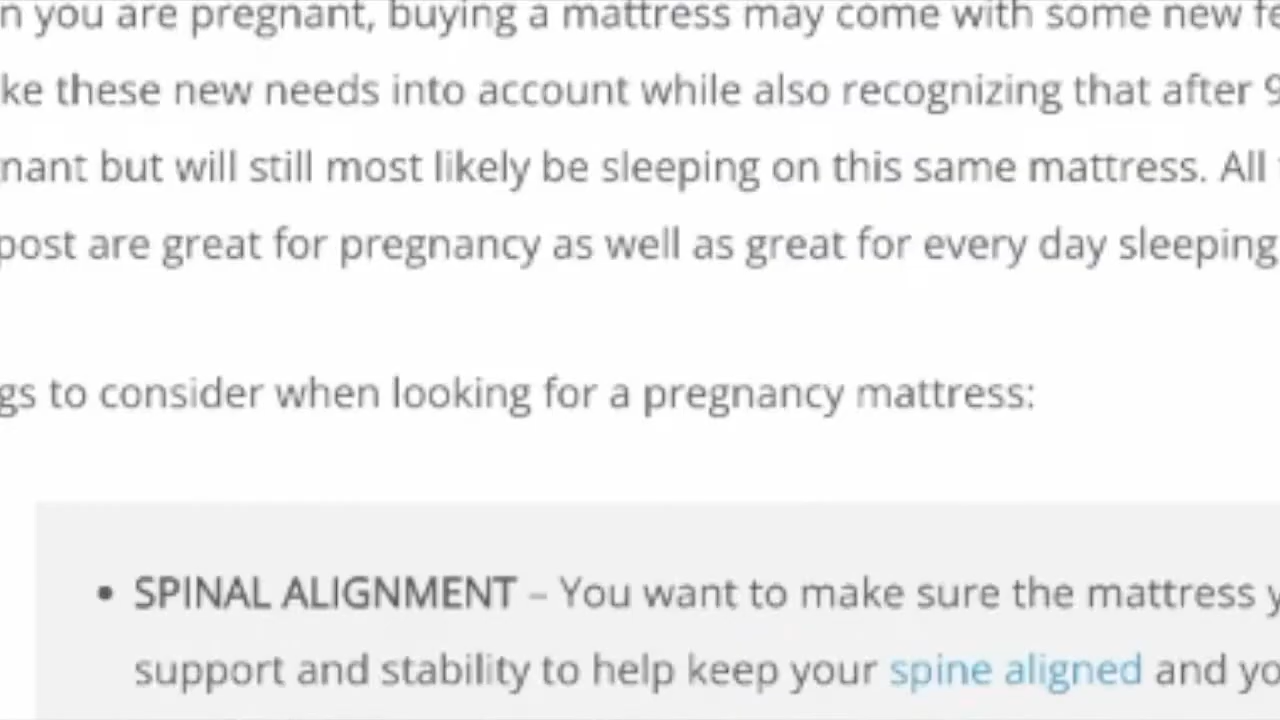 n you are pregnant, buying a mattress may come with some new fe
ke these new needs into account while also recognizing that after 9
nant but will still most likely be sleeping on this same mattress. All
post are great for pregnancy as well as great for every day sleeping
gs to consider when looking for a pregnancy mattress:
• SPINAL ALIGNMENT – You want to make sure the mattress y
support and stability to help keep your spine aligned and yo